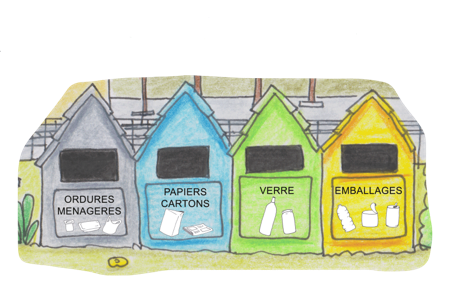 ORDURES
MENAGERES
PAPIERS
CARTONS
VERRE
EMBALLAGES